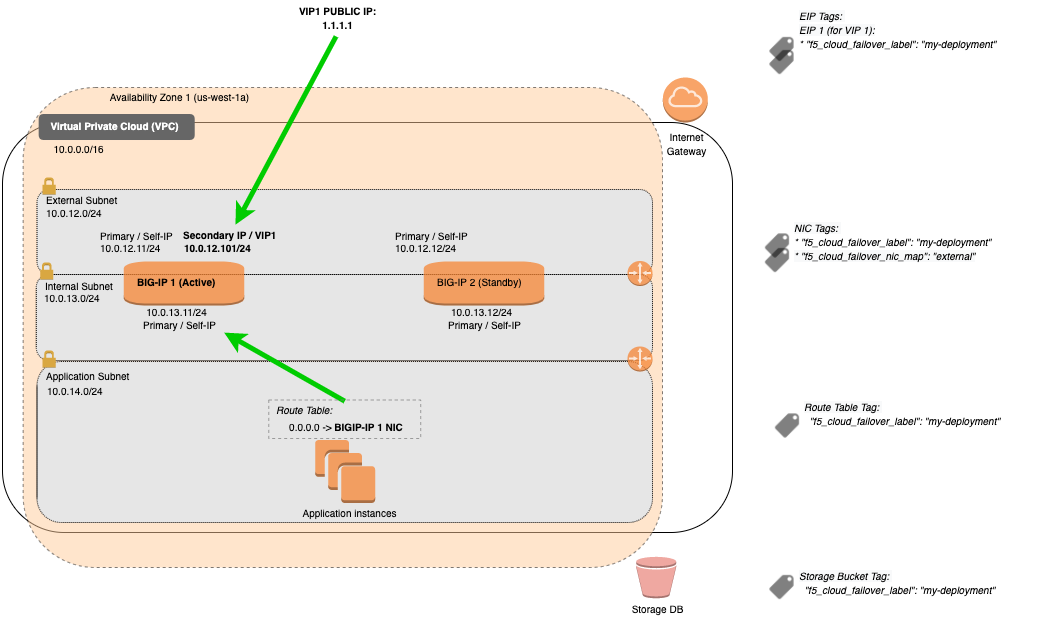 VIP1 PUBLIC IP:
1.1.1.1
EIP Tags:
EIP 1 (for VIP 1):
* "f5_cloud_failover_label": "my-deployment"
Availability Zone 1 (us-west-1a)
Virtual Private Cloud (VPC)
10.0.0.0/16
Internet
Gateway
External Subnet
10.0.12.0/24
Primary / Self-IP
10.0.12.11/24
Secondary IP / VIP1
10.0.12.101/24
Primary / Self-IP
10.0.12.12/24
NIC Tags:
* "f5_cloud_failover_label": "my-deployment"
* "f5_cloud_failover_nic_map": "external"
Internal Subnet
10.0.13.0/24
BIG-IP 1 (Active)
BIG-IP 2 (Standby)
10.0.13.11/24
Primary / Self-IP
10.0.13.12/24
Primary / Self-IP
Application Subnet
10.0.14.0/24
Route Table:
0.0.0.0 -> BIGIP-IP 1 NIC
Route Table Tag:
"f5_cloud_failover_label": "my-deployment"
Application instances
Storage DB
Storage Bucket Tag:
"f5_cloud_failover_label": "my-deployment"